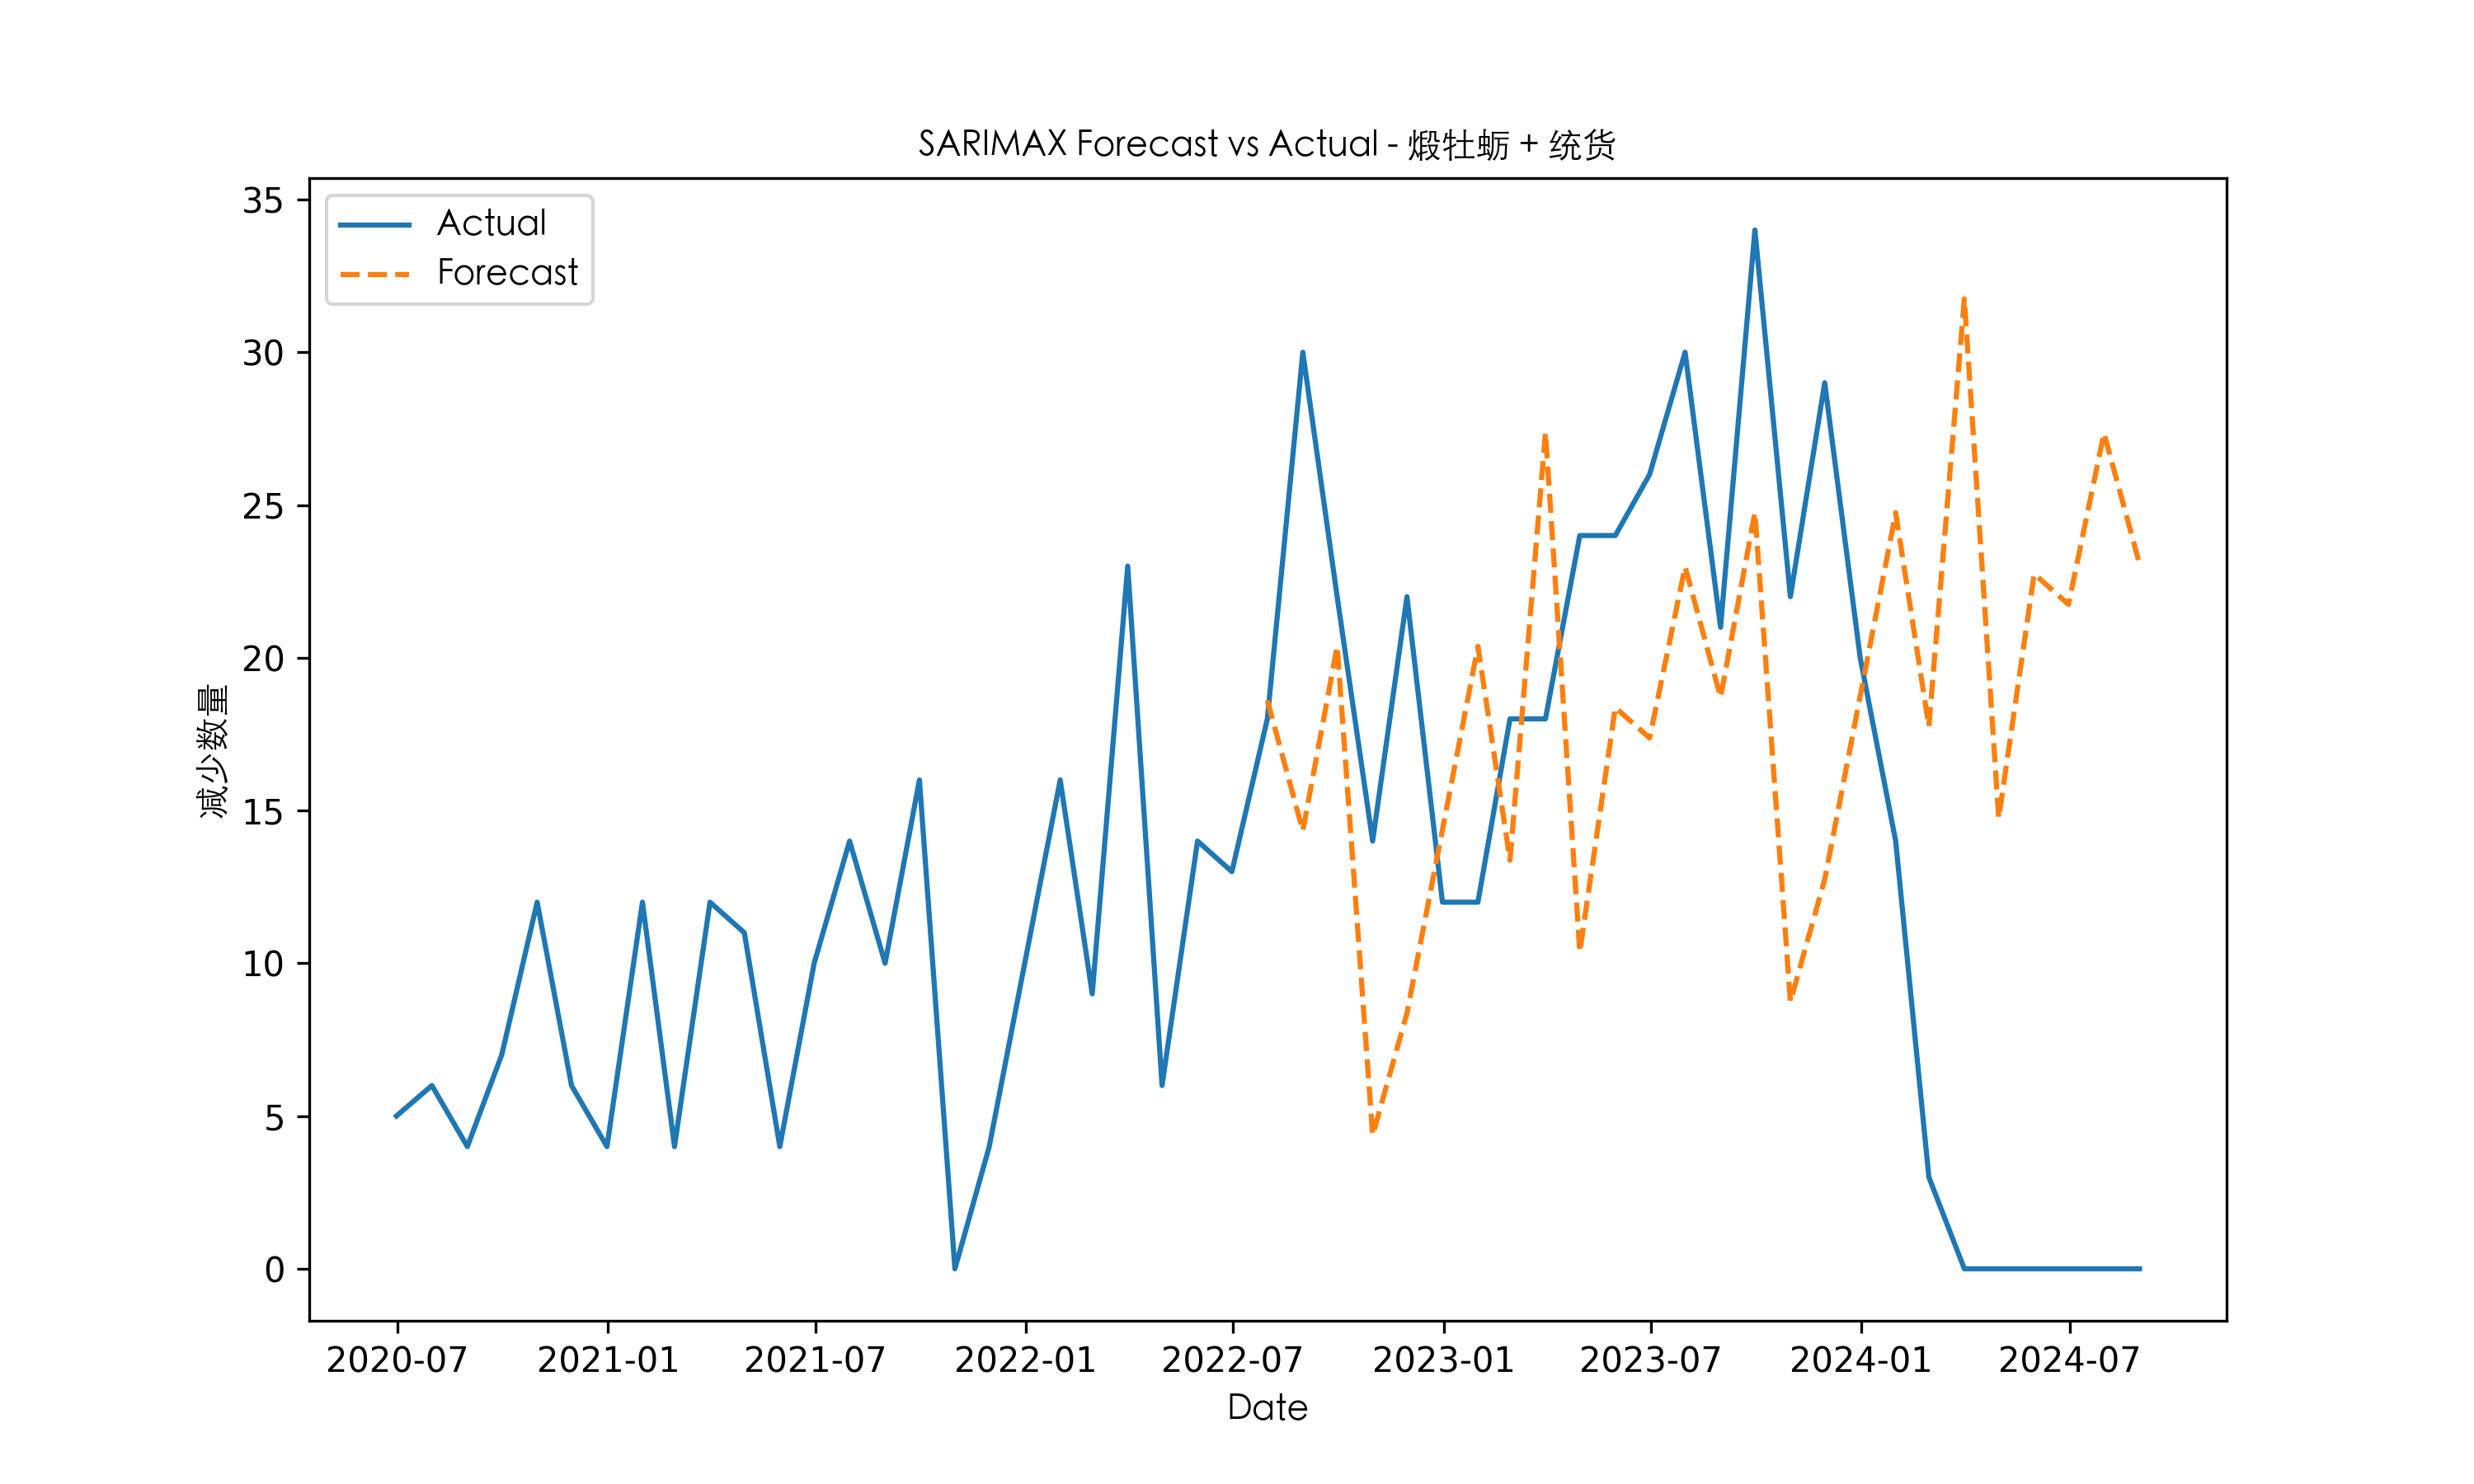 SARIMAX Forecast vs Actual - 煅牡蛎 + 统货
Actual
Forecast
35
30
25
20
15
10
5
0
减少数量
2020-07 2021-01 2021-07 2022-01 2022-07 2023-01 2023-07 2024-01 2024-07
Date